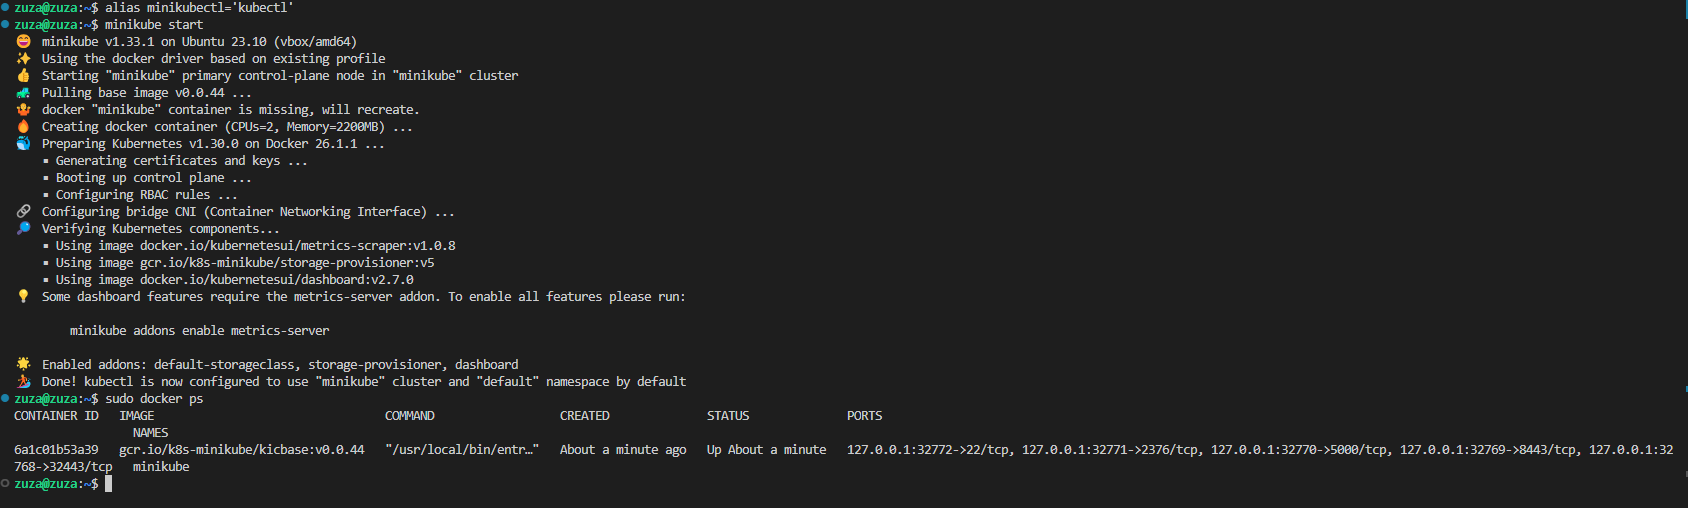 zuza@zuza:~$ alias minikubectl='kubectl'
zuza@zuza:~$ minikube start
😄 minikube v1.33.1 on Ubuntu 23.10 (vbox/amd64)
✨ Using the docker driver based on existing profile
👍 Starting "minikube" primary control-plane node in "minikube" cluster
🚜 Pulling base image v0.0.44 ...
🤷 docker "minikube" container is missing, will recreate.
🔥 Creating docker container (CPUs=2, Memory=2200MB) ...
🐳 Preparing Kubernetes v1.30.0 on Docker 26.1.1 ...
▪ Generating certificates and keys ...
▪ Booting up control plane ...
▪ Configuring RBAC rules ...
🔗 Configuring bridge CNI (Container Networking Interface) ...
🔎 Verifying Kubernetes components...
▪ Using image docker.io/kubernetesui/metrics-scraper:v1.0.8
▪ Using image gcr.io/k8s-minikube/storage-provisioner:v5
▪ Using image docker.io/kubernetesui/dashboard:v2.7.0
💡 Some dashboard features require the metrics-server addon. To enable all features please run:
minikube addons enable metrics-server
🌟 Enabled addons: default-storageclass, storage-provisioner, dashboard
🏄 Done! kubectl is now configured to use "minikube" cluster and "default" namespace by default
zuza@zuza:~$ sudo docker ps
CONTAINER ID IMAGE COMMAND CREATED STATUS PORTS
NAMES
6a1c01b53a39 gcr.io/k8s-minikube/kicbase:v0.0.44 "/usr/local/bin/entr…" About a minute ago Up About a minute 127.0.0.1:32772->22/tcp, 127.0.0.1:32771->2376/tcp, 127.0.0.1:32770->5000/tcp, 127.0.0.1:32769->8443/tcp, 127.0.0.1:32
768->32443/tcp minikube
zuza@zuza:~$